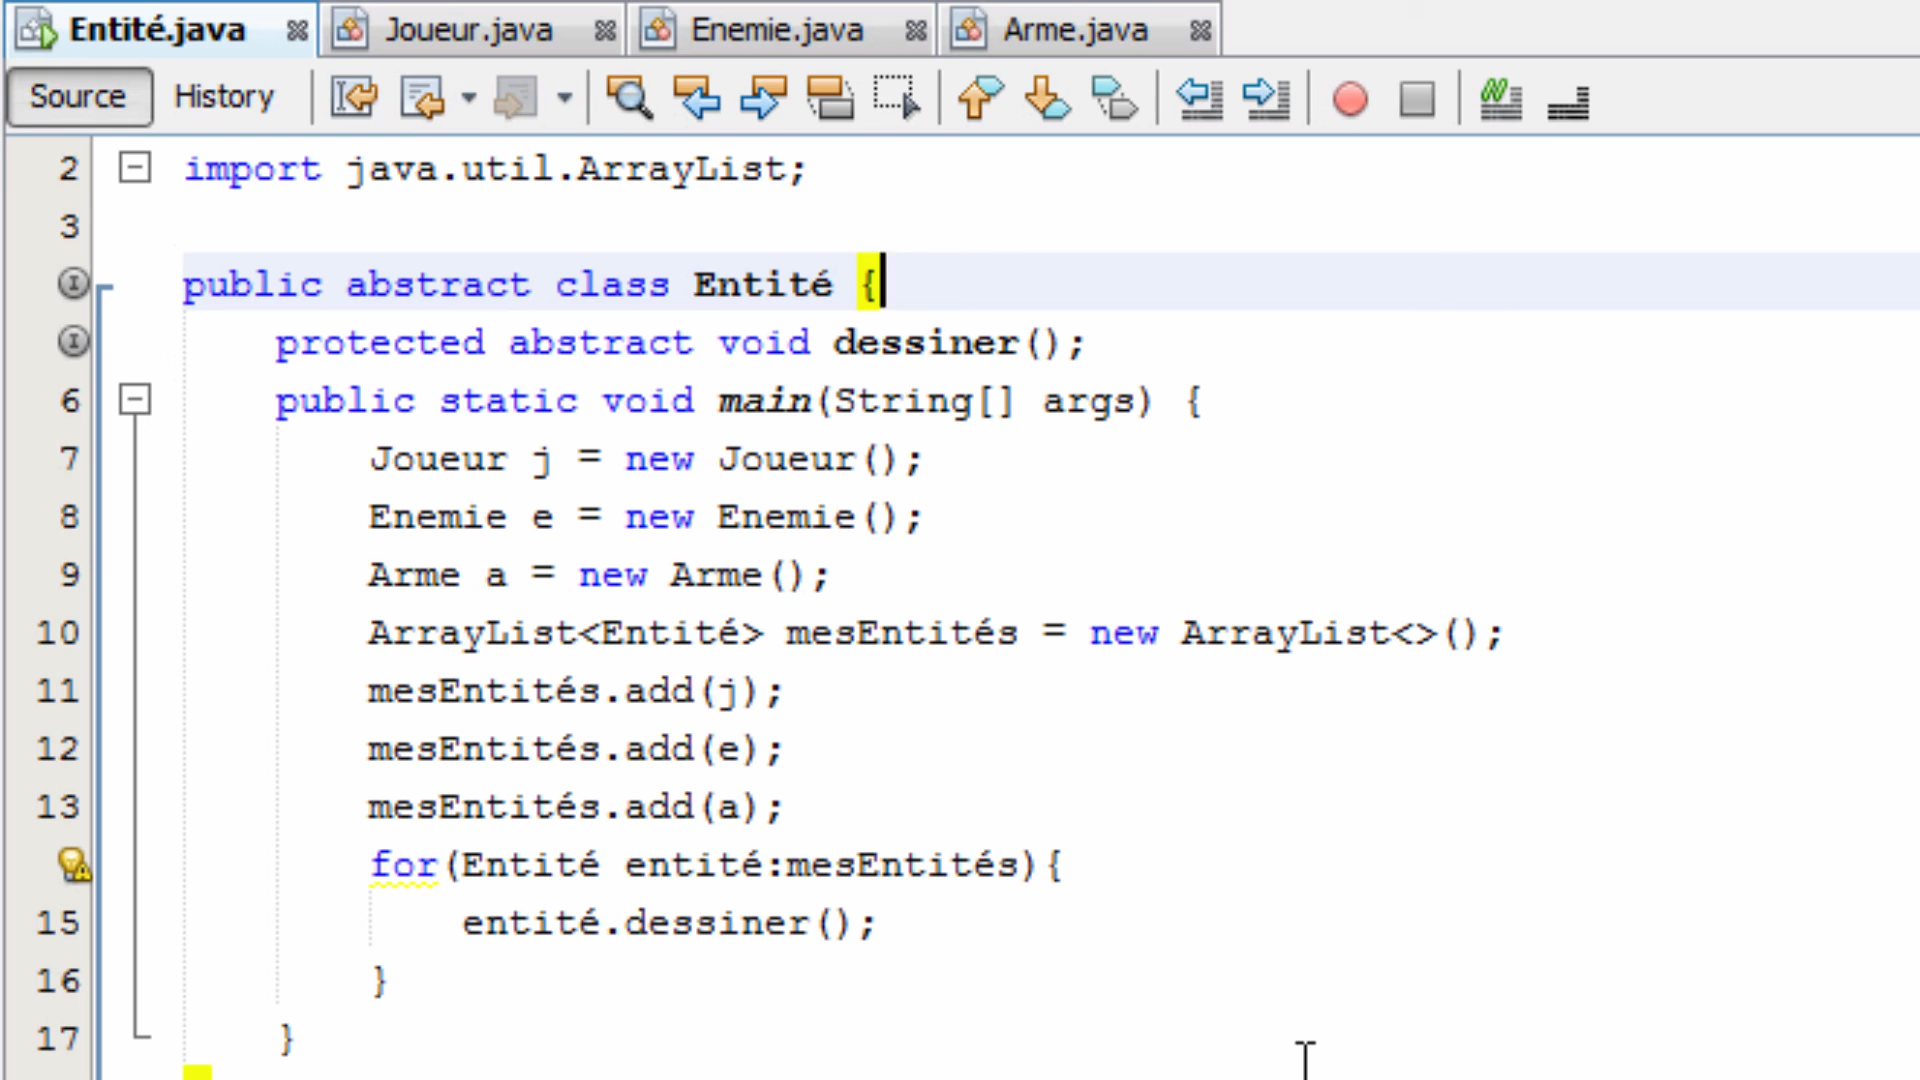 Entité.java Joueur.java Enemie.java Arme.java
Source History
2 import java.util.ArrayList;
3
public abstract class Entité {
protected abstract void dessiner();
6 public static void main(String[] args) {
7 Joueur j = new Joueur();
8 Enemie e = new Enemie();
9 Arme a = new Arme();
10 ArrayList<Entité> mesEntités = new ArrayList<>();
11 mesEntités.add(j);
12 mesEntités.add(e);
13 mesEntités.add(a);
for(Entité entité:mesEntités){
15 entité.dessiner();
16 }
17 }